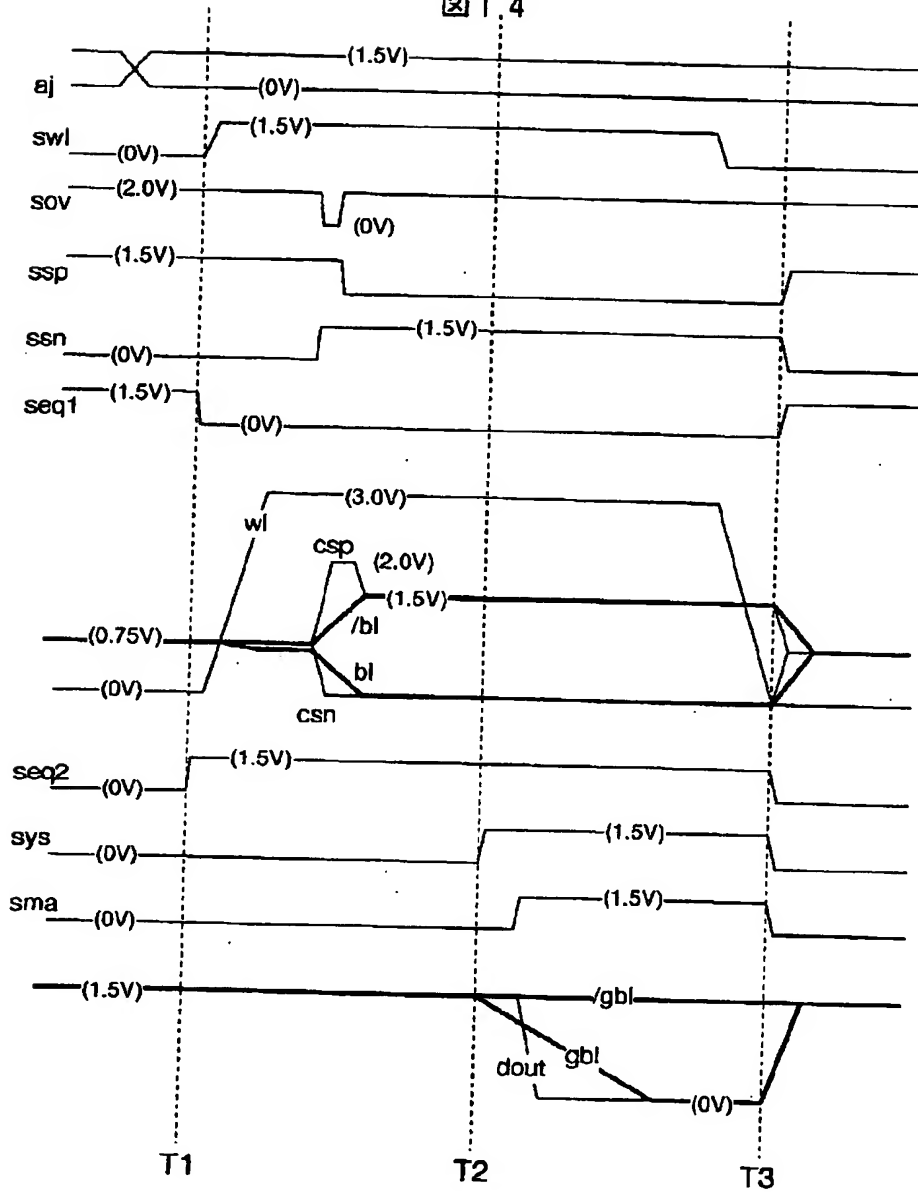 図14
(1.5V)
aj
(0V)
swl
(1.5V)
(0V)
sov
(2.0V)
(0V)
ssp
(1.5V)
ssn
(1.5V)
(0V)
seq1
(1.5V)
(0V)
wl
(3.0V)
csp
(2.0V)
(1.5V)
/bl
(0.75V)
bl
(0V)
csn
seq2
(1.5V)
(0V)
sys
(1.5V)
(0V)
sma
(1.5V)
(0V)
(1.5V)
/gbl
dout
gbl
(0V)
T1
T2
T3